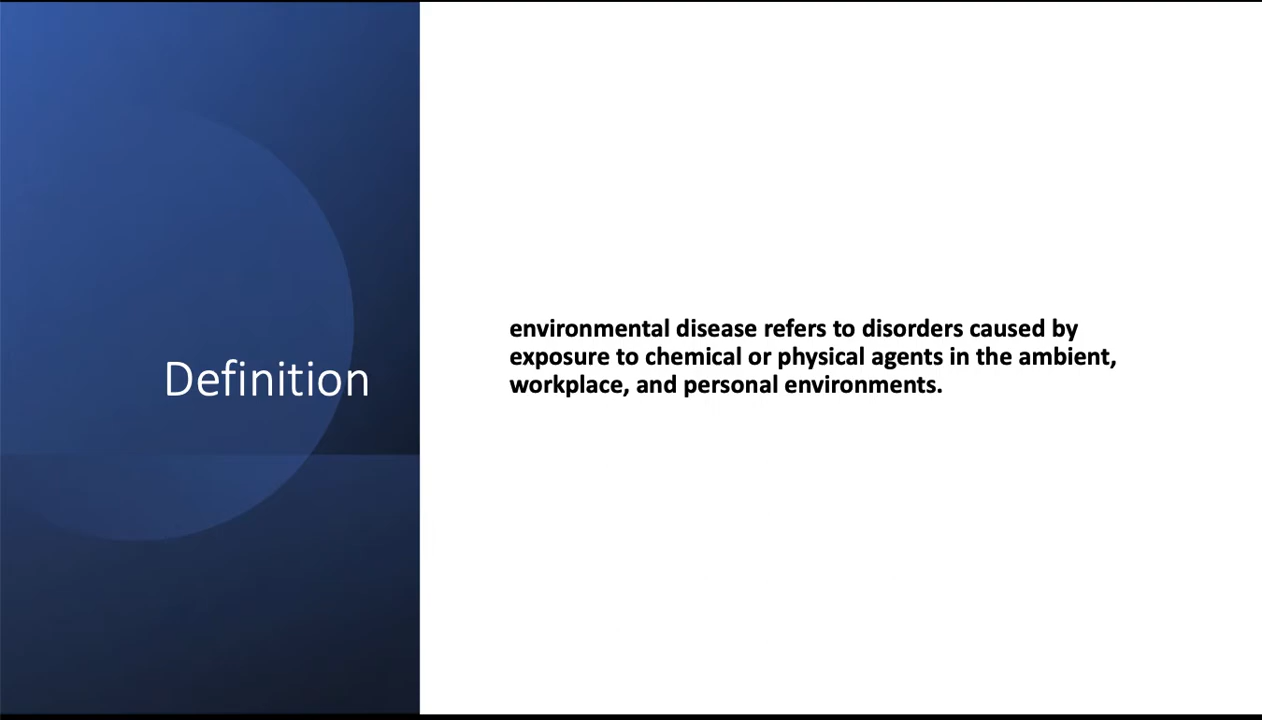 Definition
environmental disease refers to disorders caused by
exposure to chemical or physical agents in the ambient,
workplace, and personal environments.